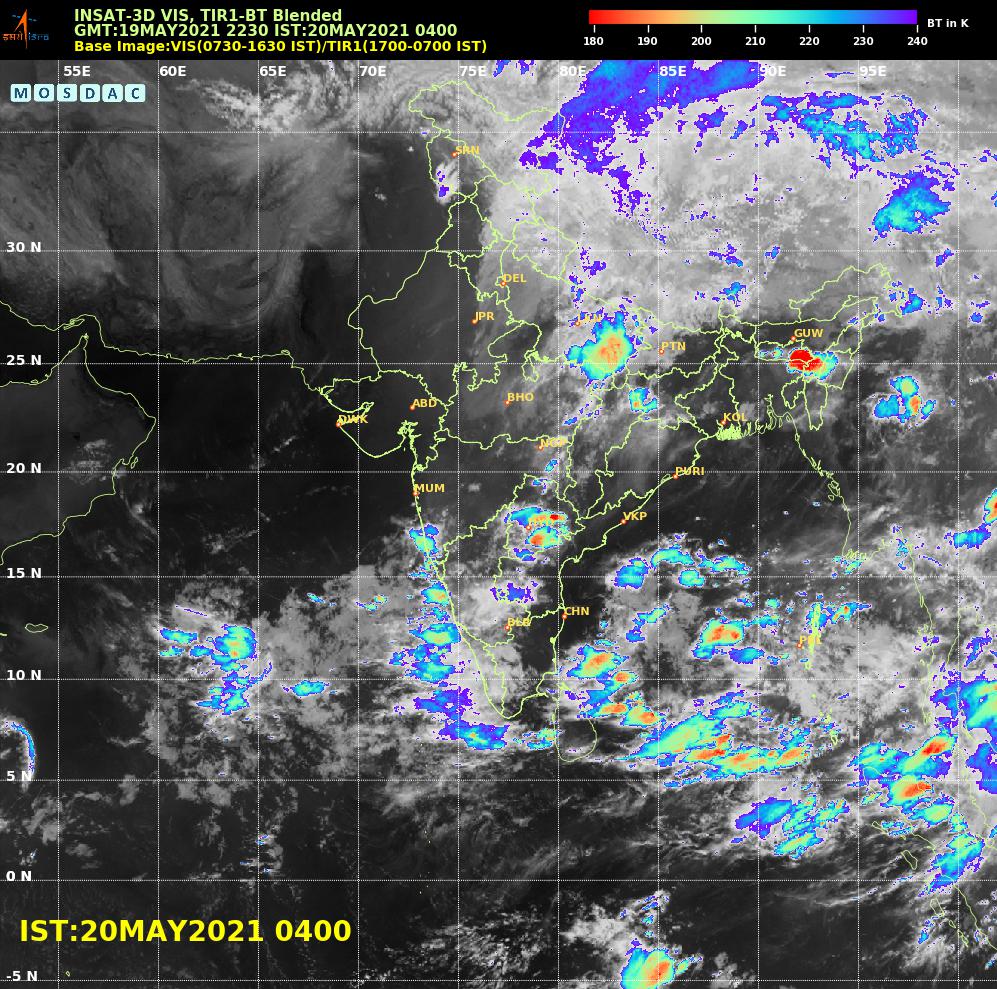 INSAT-3D VIS, TIR1-BT Blended
GMT:19MAY2021 2230 IST:20MAY2021 0400
Base Image:VIS(0730-1630 IST)/TIR1(1700-0700 IST)
BT in K
180 190 200 210 220 230 240
55E 60E 65E 70E 75E 80E 85E 90E 95E
MOSDAC
SRN
30 N
DEL
JPR
GUW
PTN
25 N
BHO
ABD
DWK
KOL
NGP
20 N
PURI
MUM
VKP
15 N
CHN
BLR
10 N
5 N
0 N
IST:20MAY2021 0400
-5 N